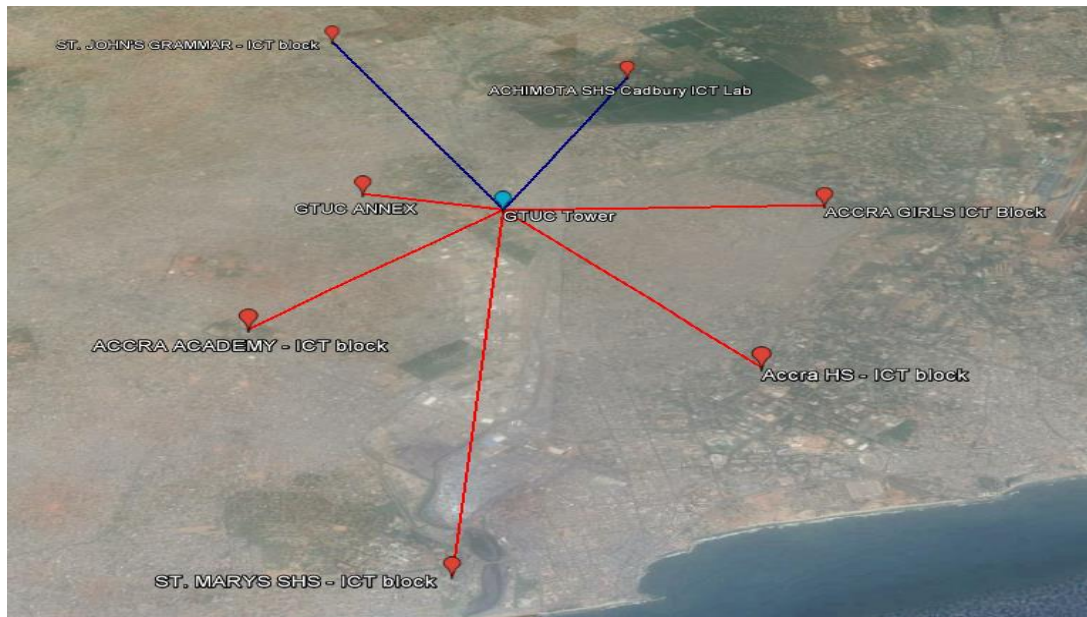 ST. JOHN'S GRAMMAR - ICT block
ACHIMOTA SHS Cadbury ICT Lab
GTUC ANNEX
GTUC Tower
ACCRA GIRLS ICT Block
ACCRA ACADEMY - ICT block
Accra HS - ICT block
ST. MARYS SHS - ICT block